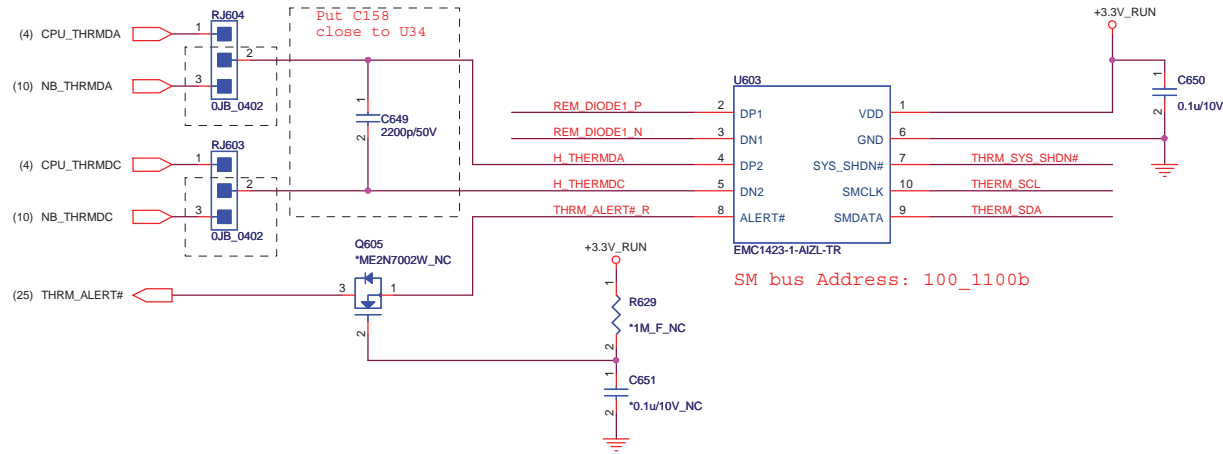 RJ604
(4) CPU_THRMDA
1
2
(10) NB_THRMDA
3
0JB_0402
Put C158
close to U34
1
C649
2200p/50V
2
RJ603
(4) CPU_THRMDC
1
2
(10) NB_THRMDC
3
0JB_0402
U603
REM_DIODE1_P 2 DP1 VDD 1
REM_DIODE1_N 3 DN1 GND 6
H_THERMDA 4 DP2 SYS_SHDN# 7 THRM_SYS_SHDN#
H_THERMDC 5 DN2 SMCLK 10 THERM_SCL
THRM_ALERT#_R 8 ALERT# SMDATA 9 THERM_SDA
EMC1423-1-AIZL-TR
SM bus Address: 100_1100b
+3.3V_RUN
1
C650
0.1u/10V
2
Q605
*ME2N7002W_NC
(25) THRM_ALERT#
3
1
2
+3.3V_RUN
1
R629
*1M_F_NC
2
1
C651
*0.1u/10V_NC
2